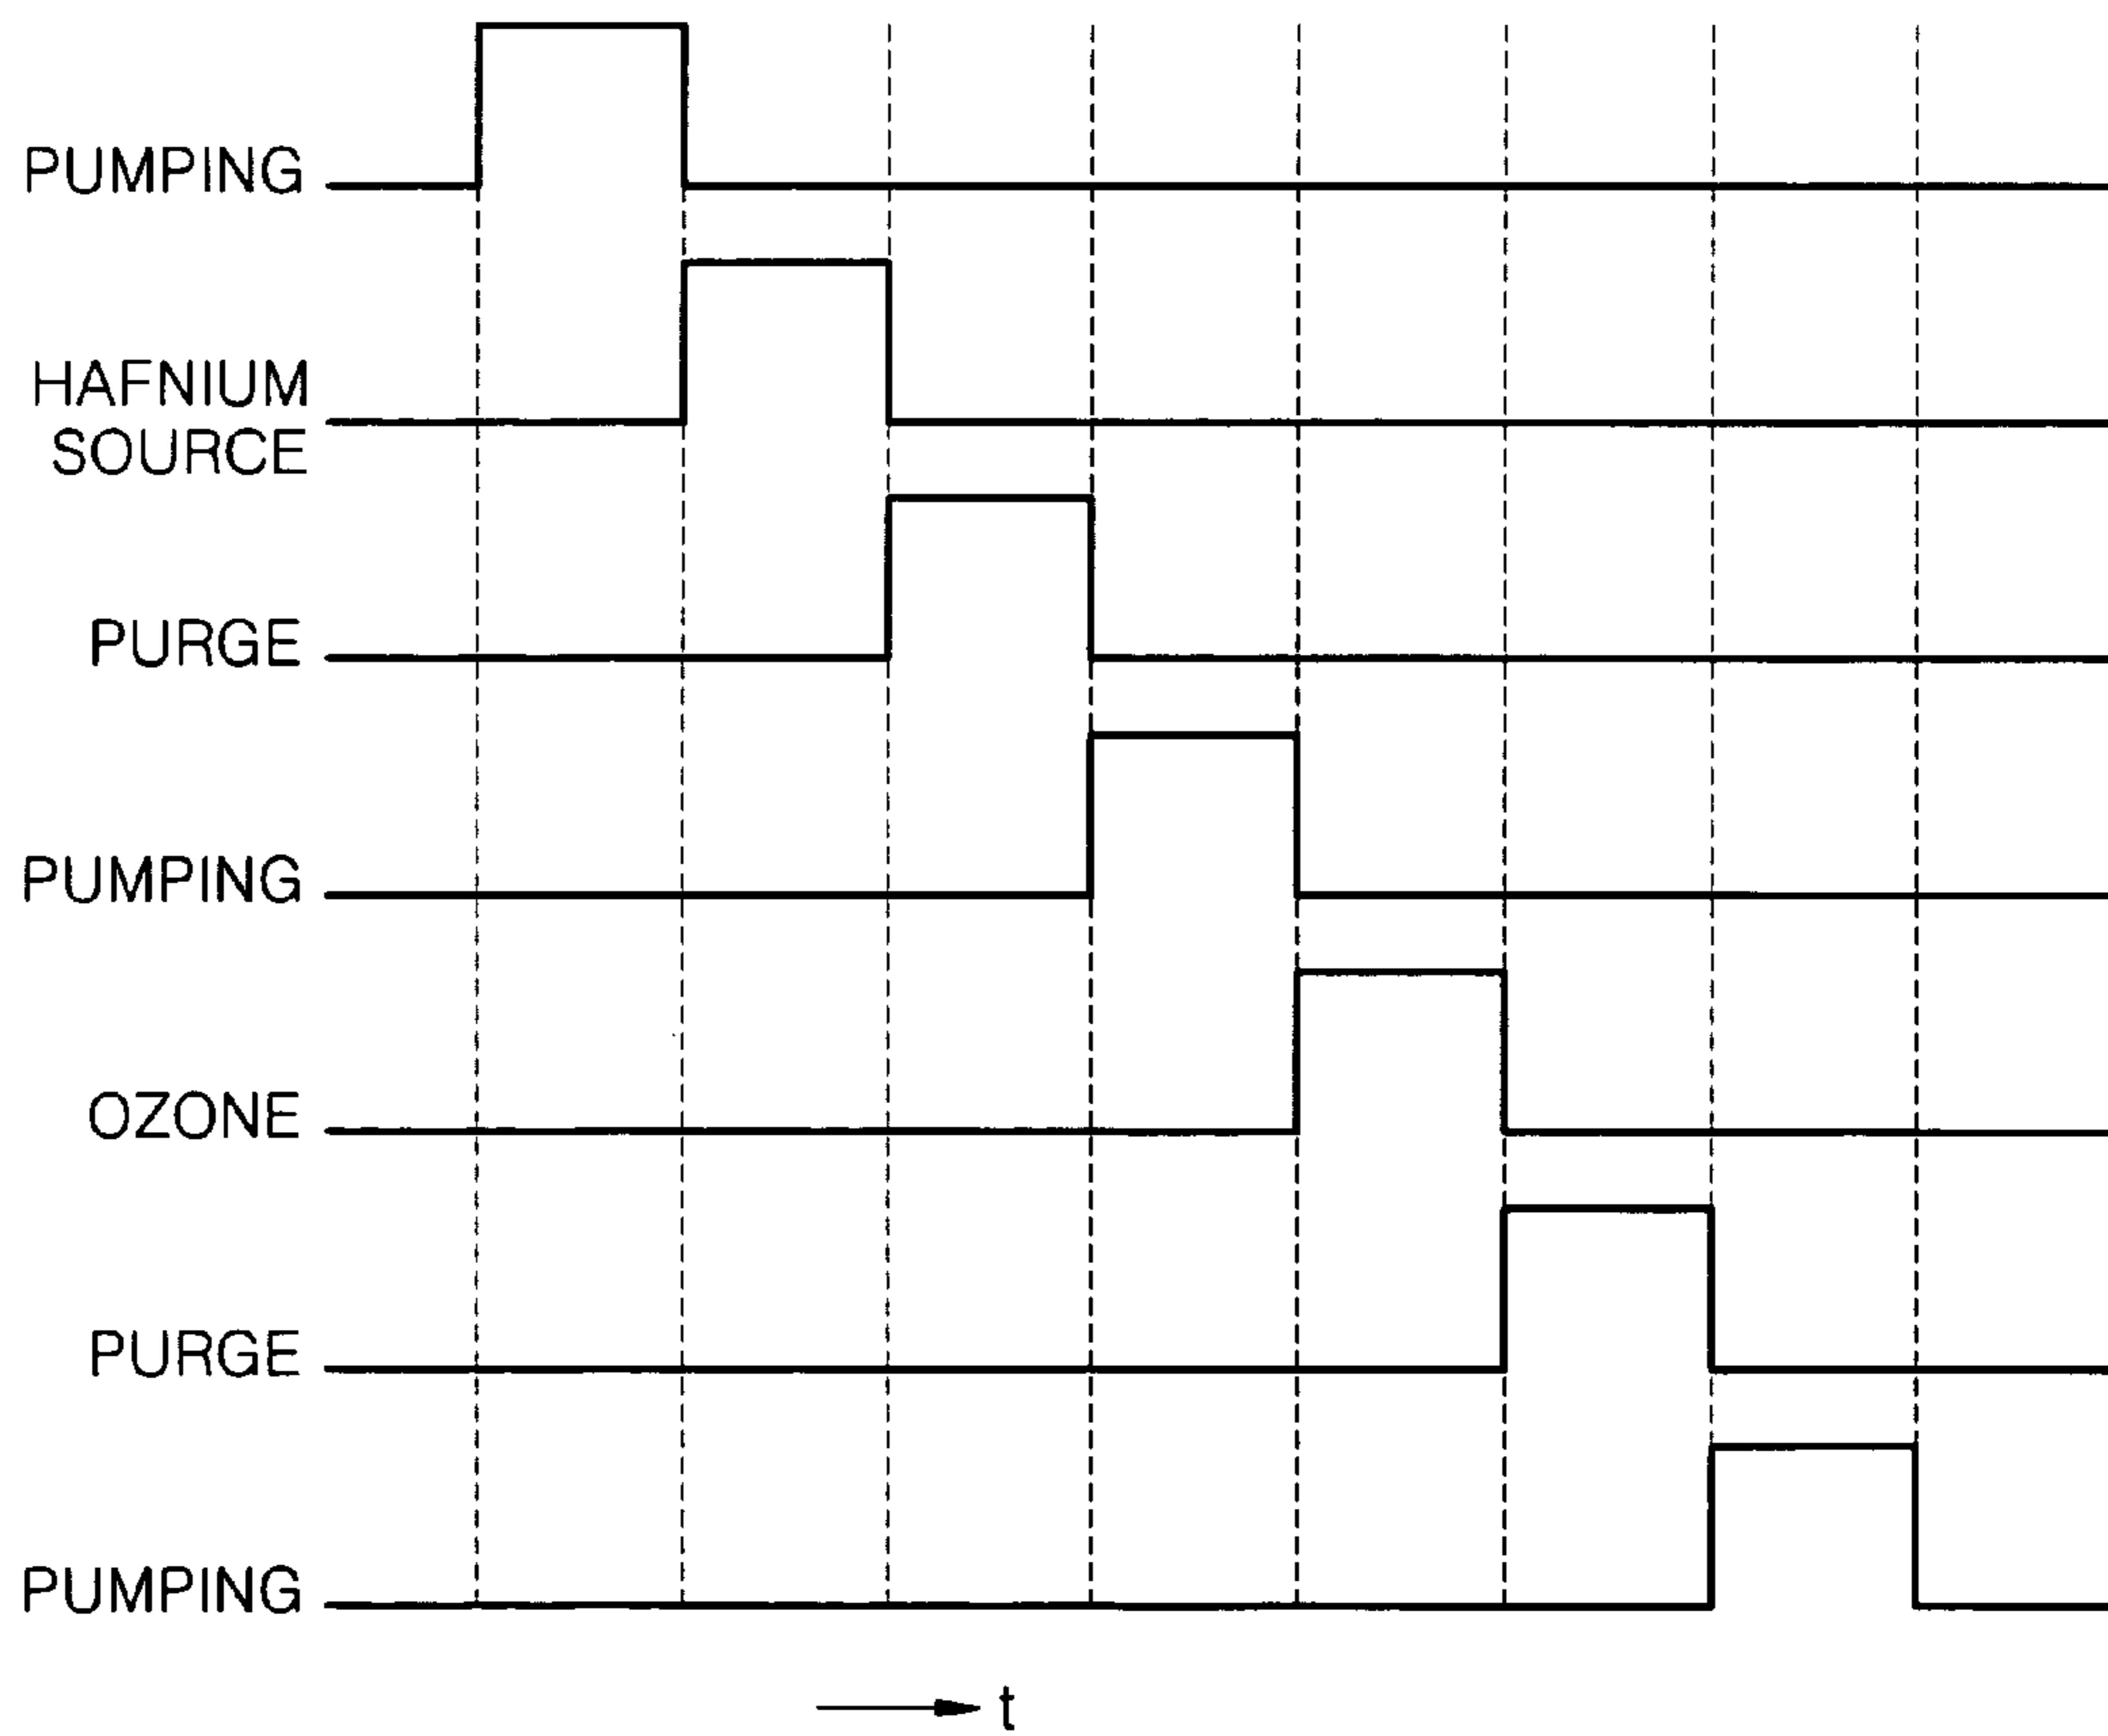 PUMPING
HAFNIUM
SOURCE
PURGE
PUMPING
OZONE
PURGE
PUMPING
t